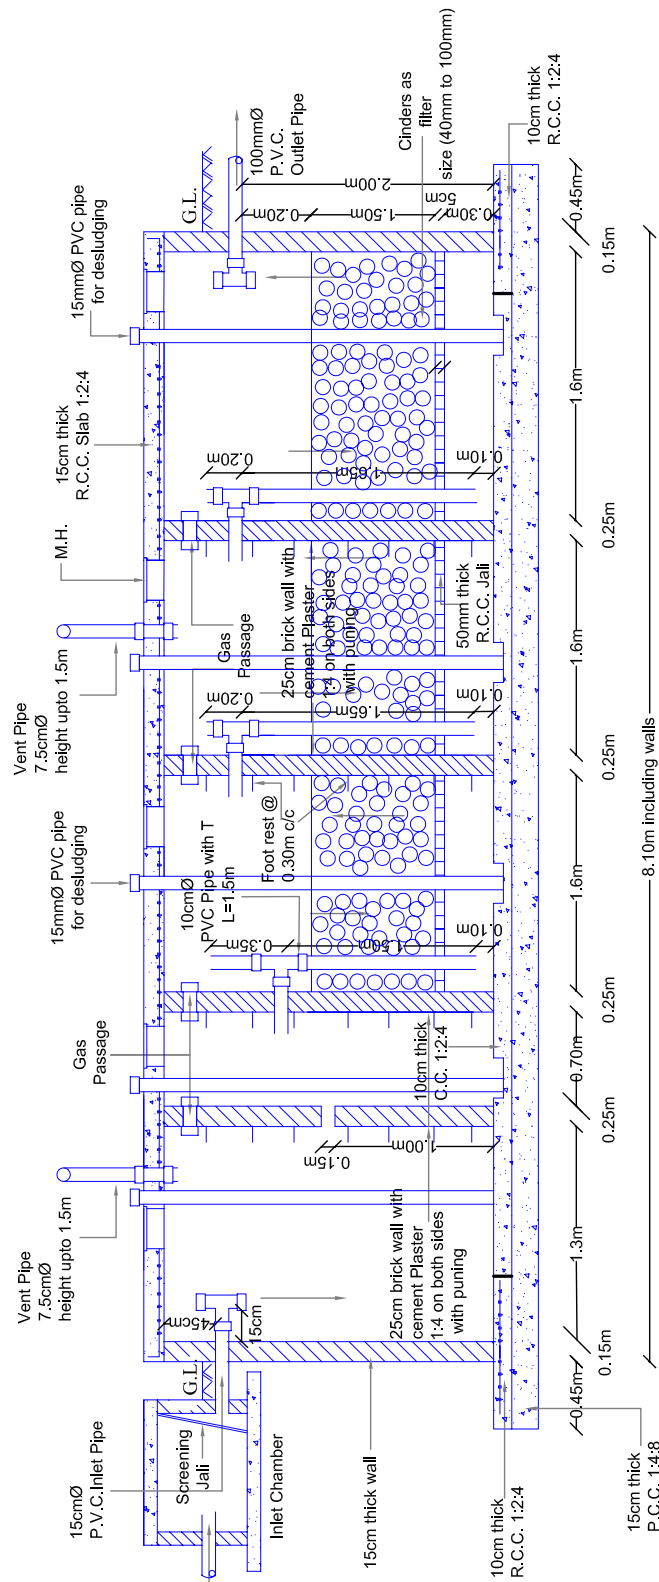 15cmØ
P.V.C.Inlet Pipe
Screening
Jali
Inlet Chamber
G.L.
45cm
15cm
15cm thick wall
10cm thick
R.C.C. 1:2:4
15cm thick
P.C.C. 1:4:8
Vent Pipe
7.5cmØ
height upto 1.5m
25cm brick wall with
cement Plaster
1:4 on both sides
with puning
0.15m
1.00m
Gas
Passage
10cm thick
C.C. 1:2:4
15mmØ PVC pipe
for desludging
10cmØ
PVC Pipe with T
L=1.5m
0.35m
1.50m
0.10m
Foot rest @
0.30m c/c
Vent Pipe
7.5cmØ
height upto 1.5m
Gas
Passage
0.20m
1.65m
0.10m
25cm brick wall with
cement Plaster
1:4 on both sides
with puning
50mm thick
R.C.C. Jali
M.H.
15cm thick
R.C.C. Slab 1:2:4
0.20m
1.65m
0.10m
15mmØ PVC pipe
for desludging
G.L.
100mmØ
P.V.C.
Outlet Pipe
2.00m
0.20m
1.50m
5cm
0.30m
Cinders as
filter
size (40mm to 100mm)
10cm thick
R.C.C. 1:2:4
0.45m
0.15m
1.3m
0.25m
0.70m
0.25m
1.6m
0.25m
1.6m
0.25m
1.6m
0.15m
0.45m
8.10m including walls